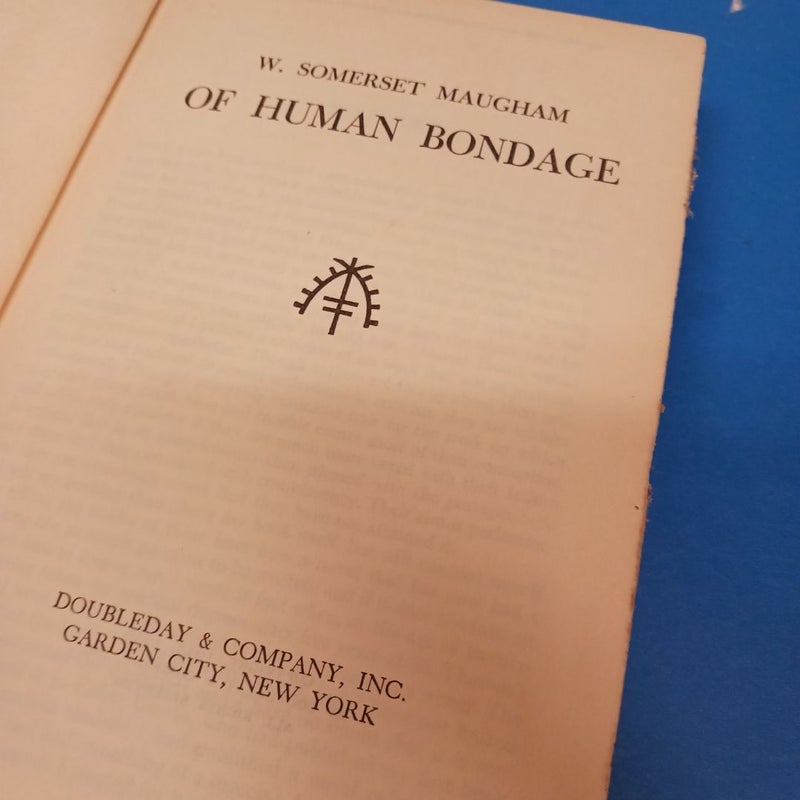 W. SOMERSET MAUGHAM
OF HUMAN BONDAGE
DOUBLEDAY & COMPANY, INC.
GARDEN CITY, NEW YORK